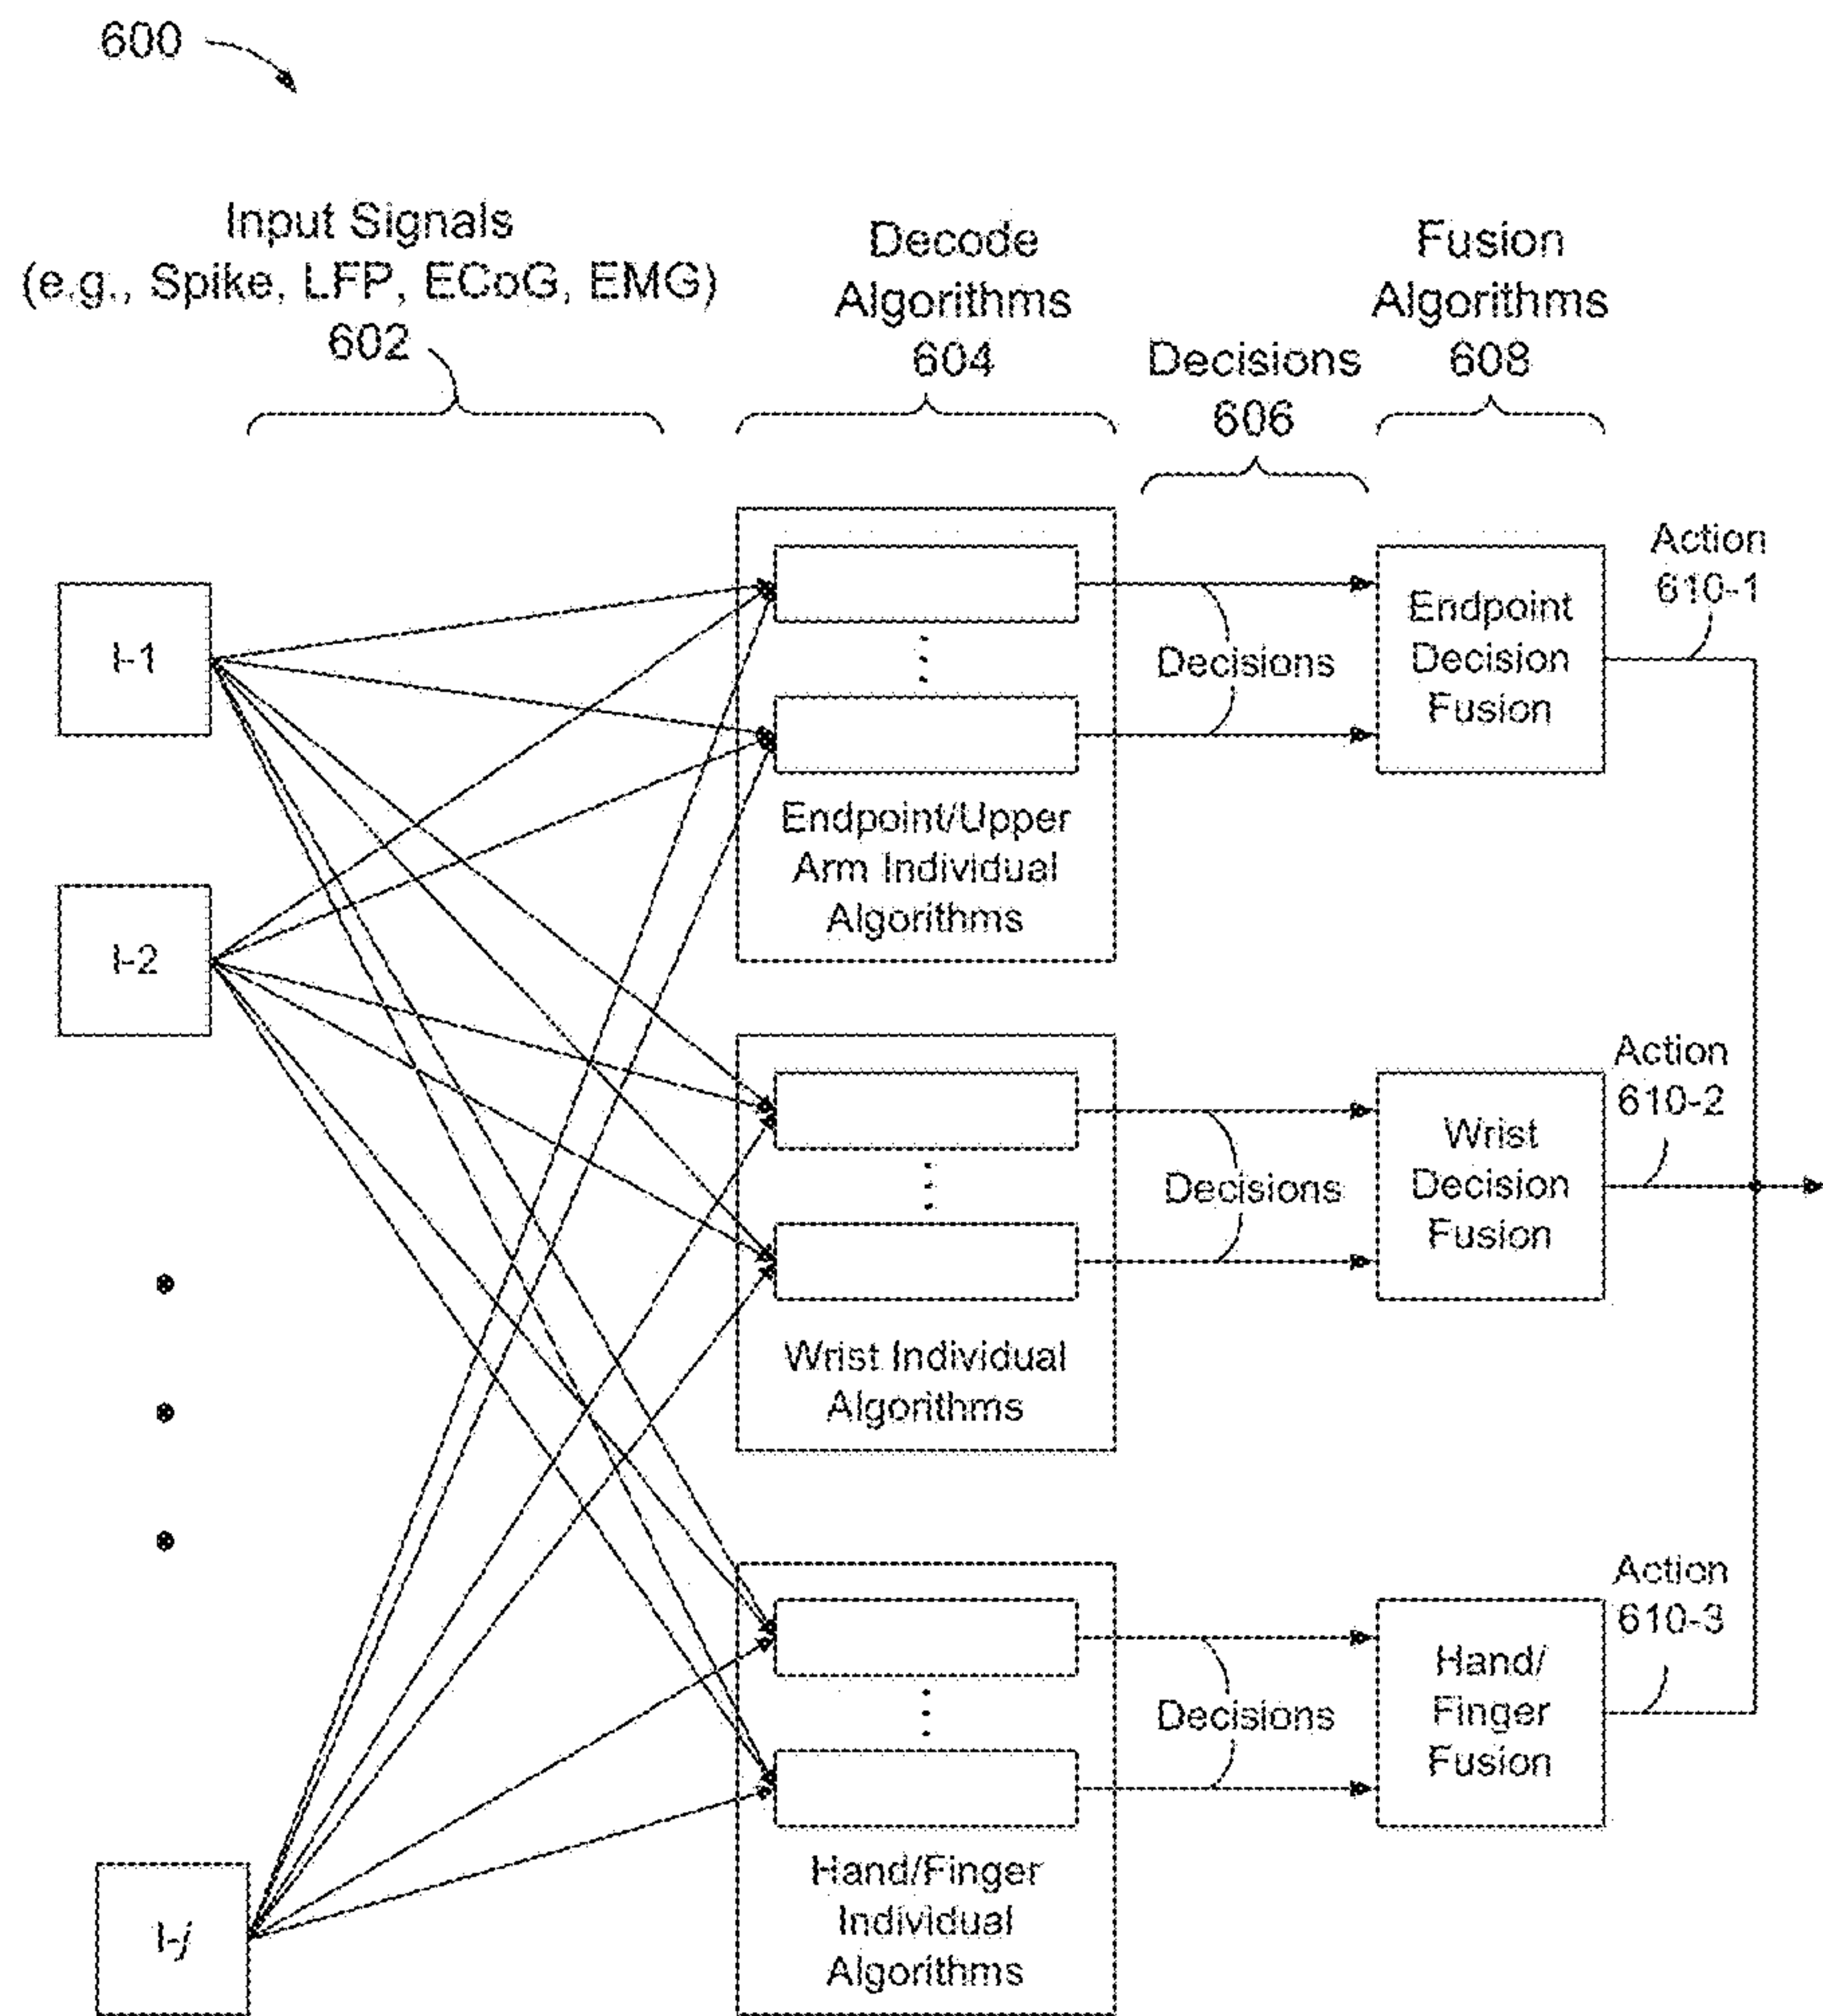 600
Input Signals
(e.g., Spike, LFP, ECoG, EMG)
602
Decode
Algorithms
604
Decisions
606
Fusion
Algorithms
608
I-1
I-2
I-j
Endpoint/Upper
Arm Individual
Algorithms
Decisions
Endpoint
Decision
Fusion
Action
610-1
Wrist Individual
Algorithms
Decisions
Wrist
Decision
Fusion
Action
610-2
Hand/Finger
Individual
Algorithms
Decisions
Hand/
Finger
Fusion
Action
610-3